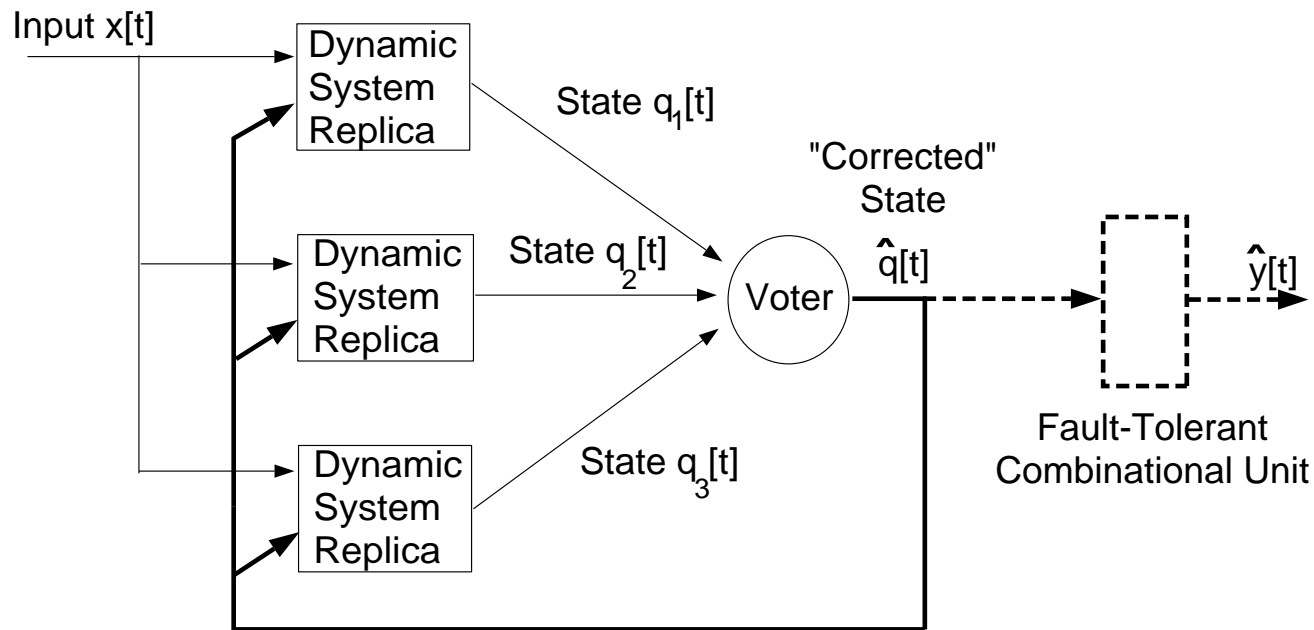 Input x[t]
Dynamic
System
Replica
State q₁[t]
"Corrected"
State
q̂[t]
Dynamic
System
Replica
State q₂[t]
Voter
ŷ[t]
Fault-Tolerant
Combinational Unit
Dynamic
System
Replica
State q₃[t]